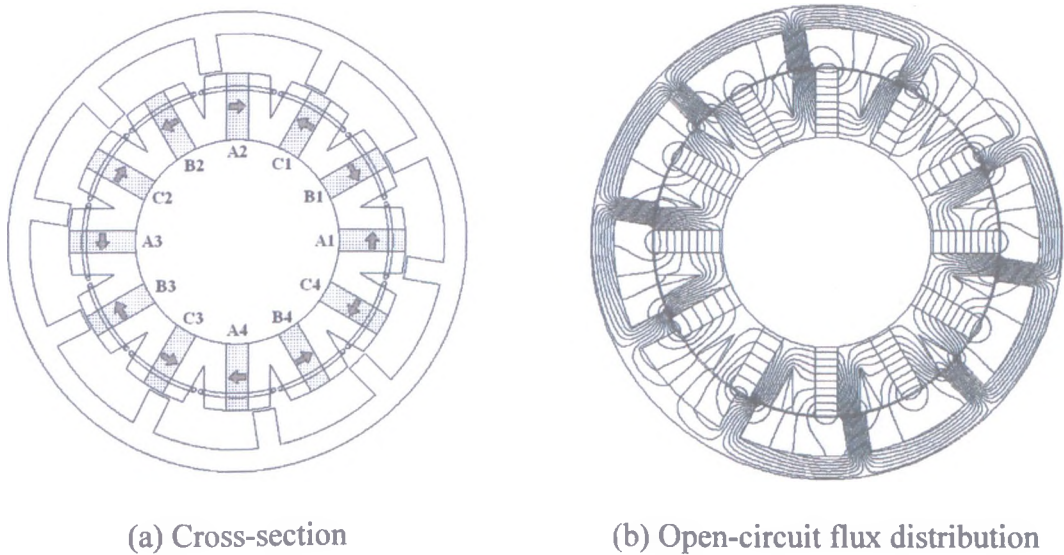 A2
B2
C1
C2
B1
A3
A1
B3
C4
C3
B4
A4
(a) Cross-section
(b) Open-circuit flux distribution